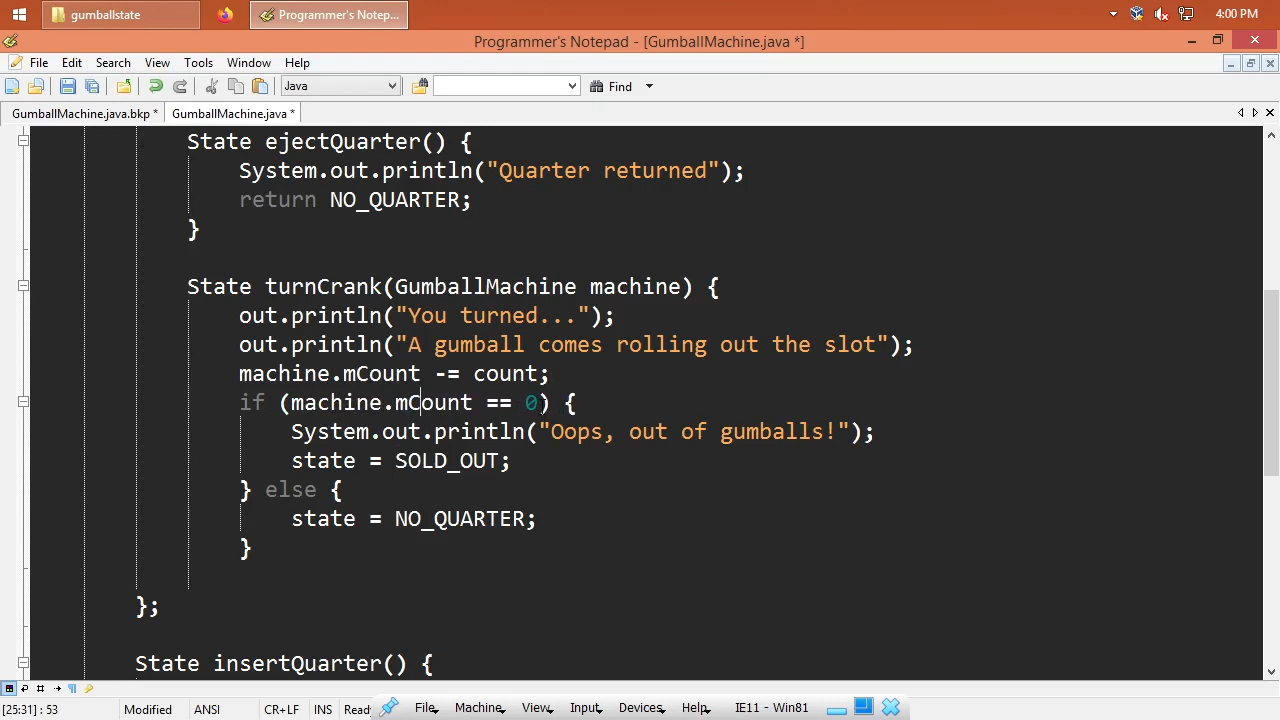 gumballstate
Programmer's Notep...
4:00 PM
Programmer's Notepad - [GumballMachine.java *]
File Edit Search View Tools Window Help
Java
Find
GumballMachine.java.bkp * GumballMachine.java *
State ejectQuarter() {
System.out.println("Quarter returned");
return NO_QUARTER;
}
State turnCrank(GumballMachine machine) {
out.println("You turned...");
out.println("A gumball comes rolling out the slot");
machine.mCount -= count;
if (machine.mCount == 0) {
System.out.println("Oops, out of gumballs!");
state = SOLD_OUT;
} else {
state = NO_QUARTER;
}
};
State insertQuarter() {
[25:31] : 53 Modified ANSI CR+LF INS Ready File Machine View Input Devices Help IE11 - Win81